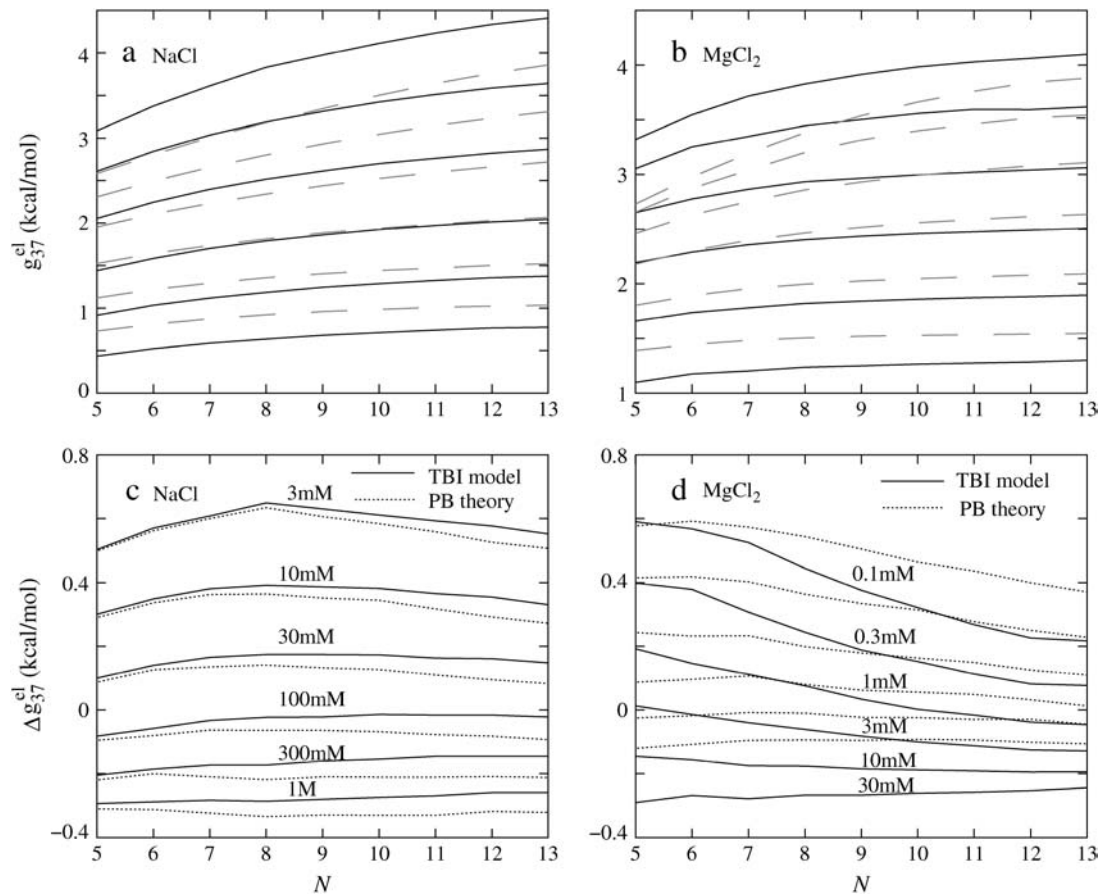 a NaCl
4
3
2
1
0
g37^el (kcal/mol)
5 6 7 8 9 10 11 12 13
b MgCl2
4
3
2
1
5 6 7 8 9 10 11 12 13
c NaCl
TBI model
PB theory
3mM
10mM
30mM
100mM
300mM
1M
0.8
0.4
0
−0.4
Δg37^el (kcal/mol)
5 6 7 8 9 10 11 12 13
N
d MgCl2
TBI model
PB theory
0.1mM
0.3mM
1mM
3mM
10mM
30mM
0.8
0.4
0
−0.4
5 6 7 8 9 10 11 12 13
N